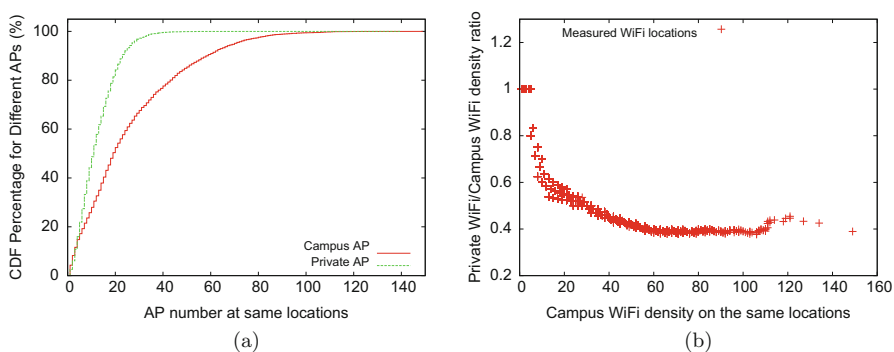 CDF Percentage for Different APs (%)
100
80
60
40
20
0
Campus AP
Private AP
0 20 40 60 80 100 120 140
AP number at same locations
(a)
Private WiFi/Campus WiFi density ratio
1.2
1
0.8
0.6
0.4
0.2
Measured WiFi locations
0 20 40 60 80 100 120 140 160
Campus WiFi density on the same locations
(b)